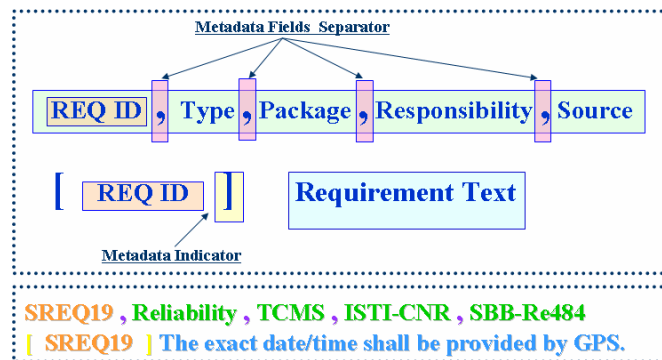 Metadata Fields Separator
REQ ID , Type , Package , Responsibility , Source
[ REQ ID ] Requirement Text
Metadata Indicator
SREQ19 , Reliability , TCMS , ISTI-CNR , SBB-Re484
[ SREQ19 ] The exact date/time shall be provided by GPS.